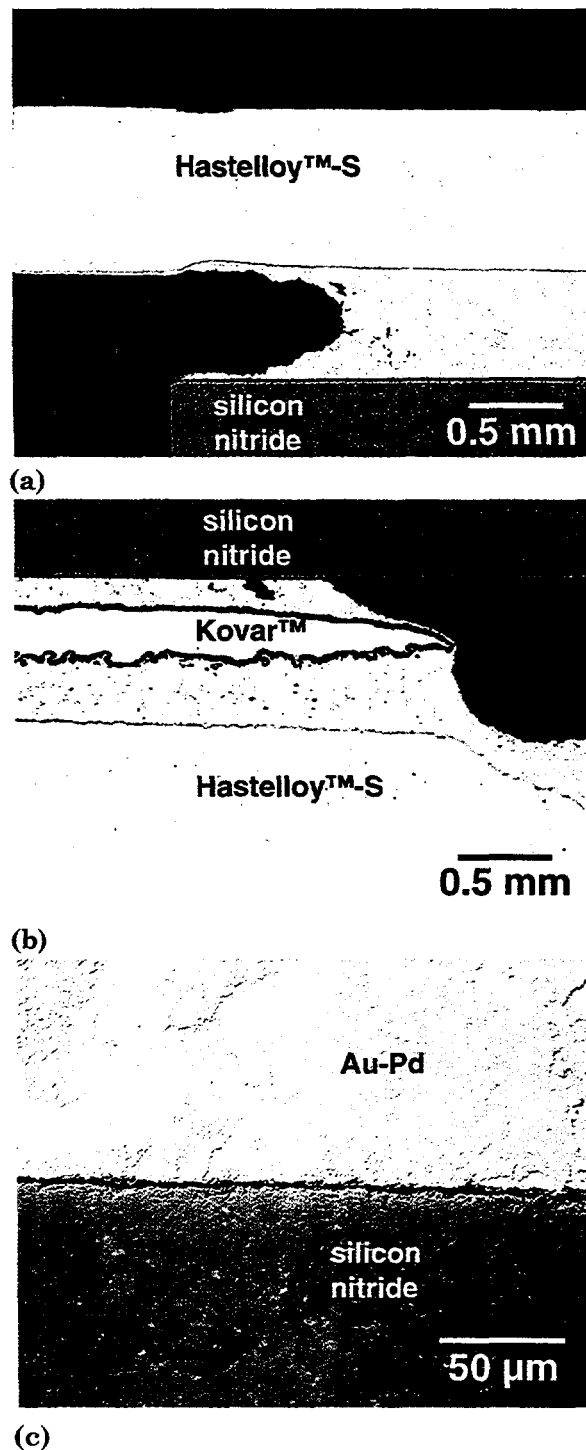 Hastelloy™-S
silicon
nitride
0.5 mm
(a)
silicon
nitride
Kovar™
Hastelloy™-S
0.5 mm
(b)
Au-Pd
silicon
nitride
50 µm
(c)